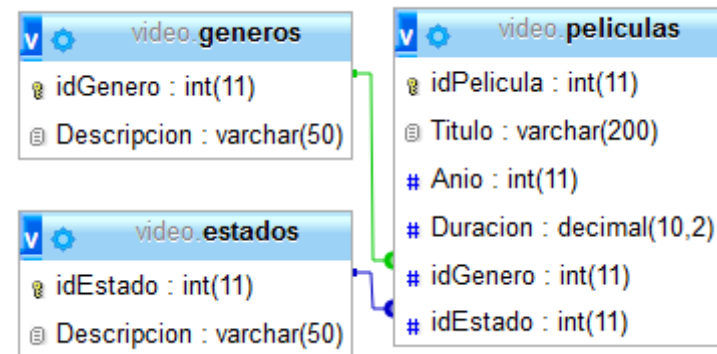 v video.generos
idGenero : int(11)
Descripcion : varchar(50)
v video.estados
idEstado : int(11)
Descripcion : varchar(50)
v video.peliculas
idPelicula : int(11)
Titulo : varchar(200)
# Anio : int(11)
# Duracion : decimal(10,2)
# idGenero : int(11)
# idEstado : int(11)